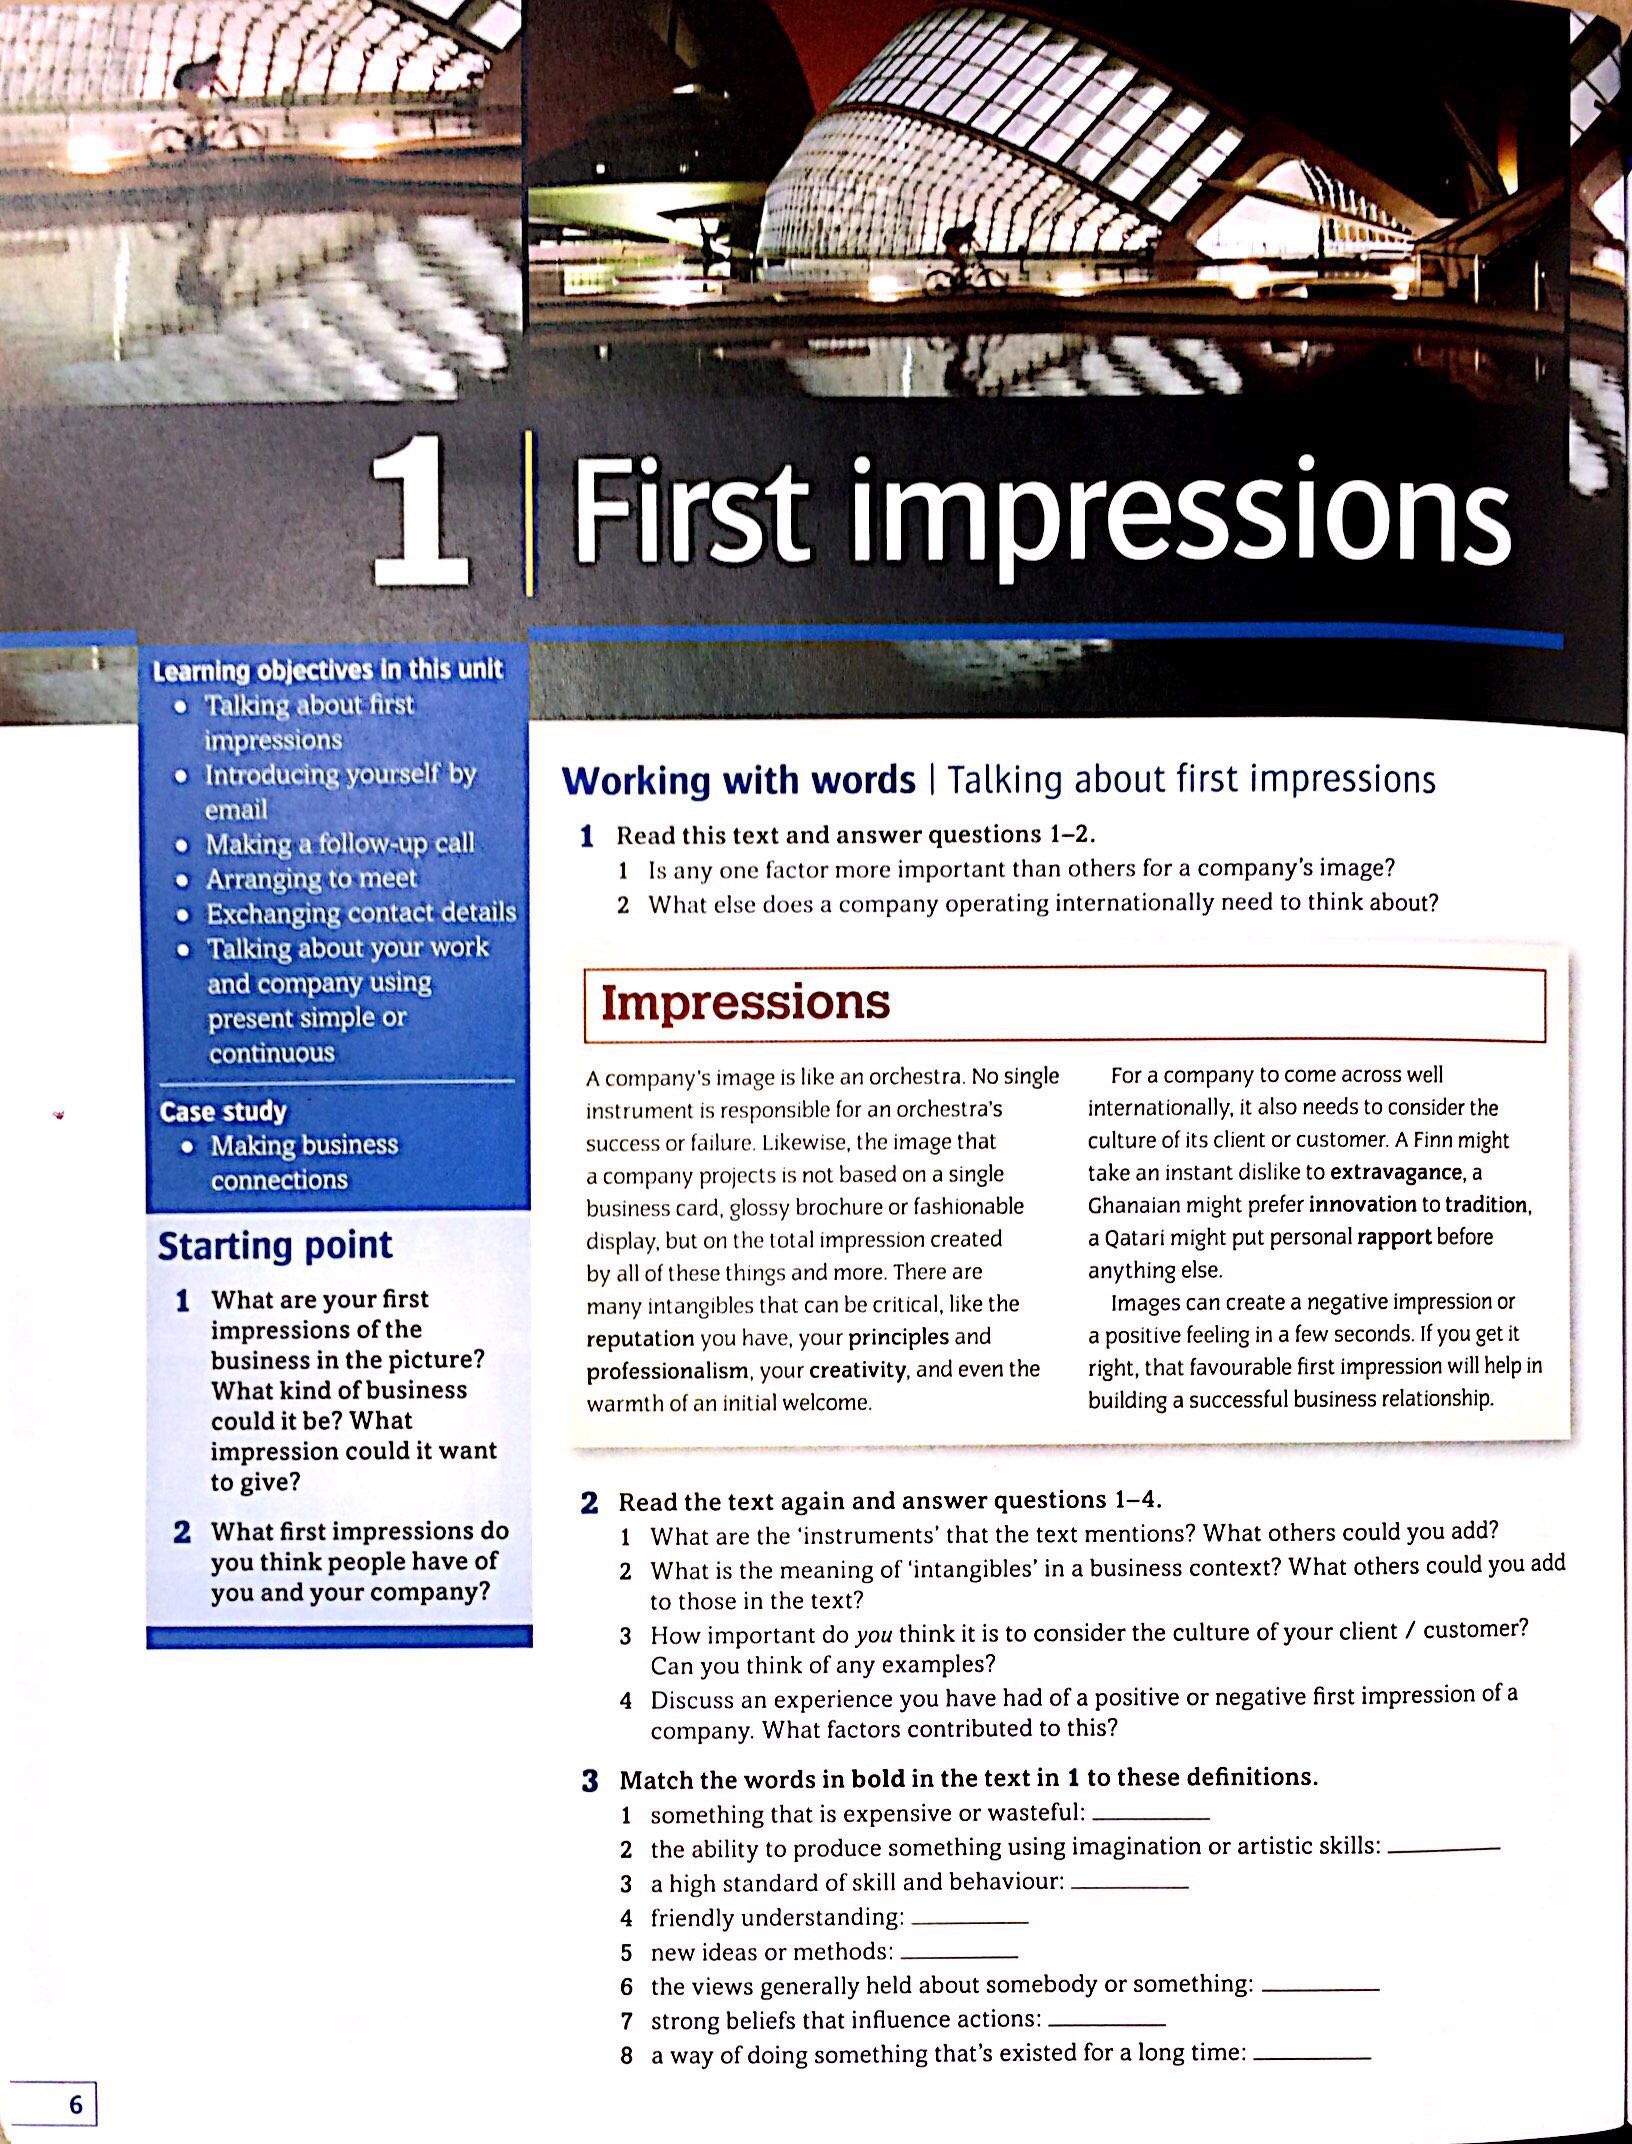 1
First impressions
Learning objectives in this unit
• Talking about first
impressions
• Introducing yourself by
email
• Making a follow-up call
• Arranging to meet
• Exchanging contact details
• Talking about your work
and company using
present simple or
continuous
Case study
• Making business
connections
Starting point
1 What are your first
impressions of the
business in the picture?
What kind of business
could it be? What
impression could it want
to give?
2 What first impressions do
you think people have of
you and your company?
Working with words | Talking about first impressions
1 Read this text and answer questions 1–2.
1 Is any one factor more important than others for a company's image?
2 What else does a company operating internationally need to think about?
Impressions
A company's image is like an orchestra. No single
instrument is responsible for an orchestra's
success or failure. Likewise, the image that
a company projects is not based on a single
business card, glossy brochure or fashionable
display, but on the total impression created
by all of these things and more. There are
many intangibles that can be critical, like the
reputation you have, your principles and
professionalism, your creativity, and even the
warmth of an initial welcome.
For a company to come across well
internationally, it also needs to consider the
culture of its client or customer. A Finn might
take an instant dislike to extravagance, a
Ghanaian might prefer innovation to tradition,
a Qatari might put personal rapport before
anything else.
Images can create a negative impression or
a positive feeling in a few seconds. If you get it
right, that favourable first impression will help in
building a successful business relationship.
2 Read the text again and answer questions 1–4.
1 What are the 'instruments' that the text mentions? What others could you add?
2 What is the meaning of 'intangibles' in a business context? What others could you add
to those in the text?
3 How important do you think it is to consider the culture of your client / customer?
Can you think of any examples?
4 Discuss an experience you have had of a positive or negative first impression of a
company. What factors contributed to this?
3 Match the words in bold in the text in 1 to these definitions.
1 something that is expensive or wasteful: ________
2 the ability to produce something using imagination or artistic skills: ________
3 a high standard of skill and behaviour: ________
4 friendly understanding: ________
5 new ideas or methods: ________
6 the views generally held about somebody or something: ________
7 strong beliefs that influence actions: ________
8 a way of doing something that's existed for a long time: ________
6